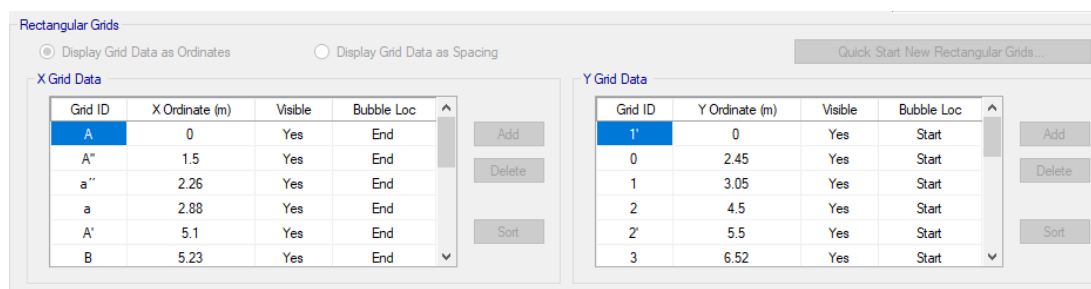 Rectangular Grids
Display Grid Data as Ordinates Display Grid Data as Spacing Quick Start New Rectangular Grids...
X Grid Data Y Grid Data
Grid ID X Ordinate (m) Visible Bubble Loc Grid ID Y Ordinate (m) Visible Bubble Loc
A 0 Yes End Add 1' 0 Yes Start Add
A" 1.5 Yes End 0 2.45 Yes Start
Delete Delete
a´´ 2.26 Yes End 1 3.05 Yes Start
a 2.88 Yes End 2 4.5 Yes Start
A' 5.1 Yes End Sort 2' 5.5 Yes Start Sort
B 5.23 Yes End 3 6.52 Yes Start